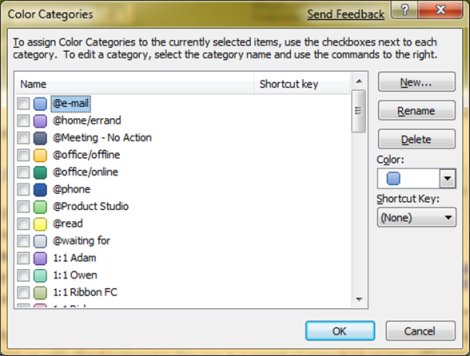 Color Categories
Send Feedback
To assign Color Categories to the currently selected items, use the checkboxes next to each
category. To edit a category, select the category name and use the commands to the right.
Name Shortcut key
@e-mail
@home/errand
@Meeting - No Action
@office/offline
@office/online
@phone
@Product Studio
@read
@waiting for
1:1 Adam
1:1 Owen
1:1 Ribbon FC
New...
Rename
Delete
Color:
Shortcut Key:
(None)
OK
Cancel